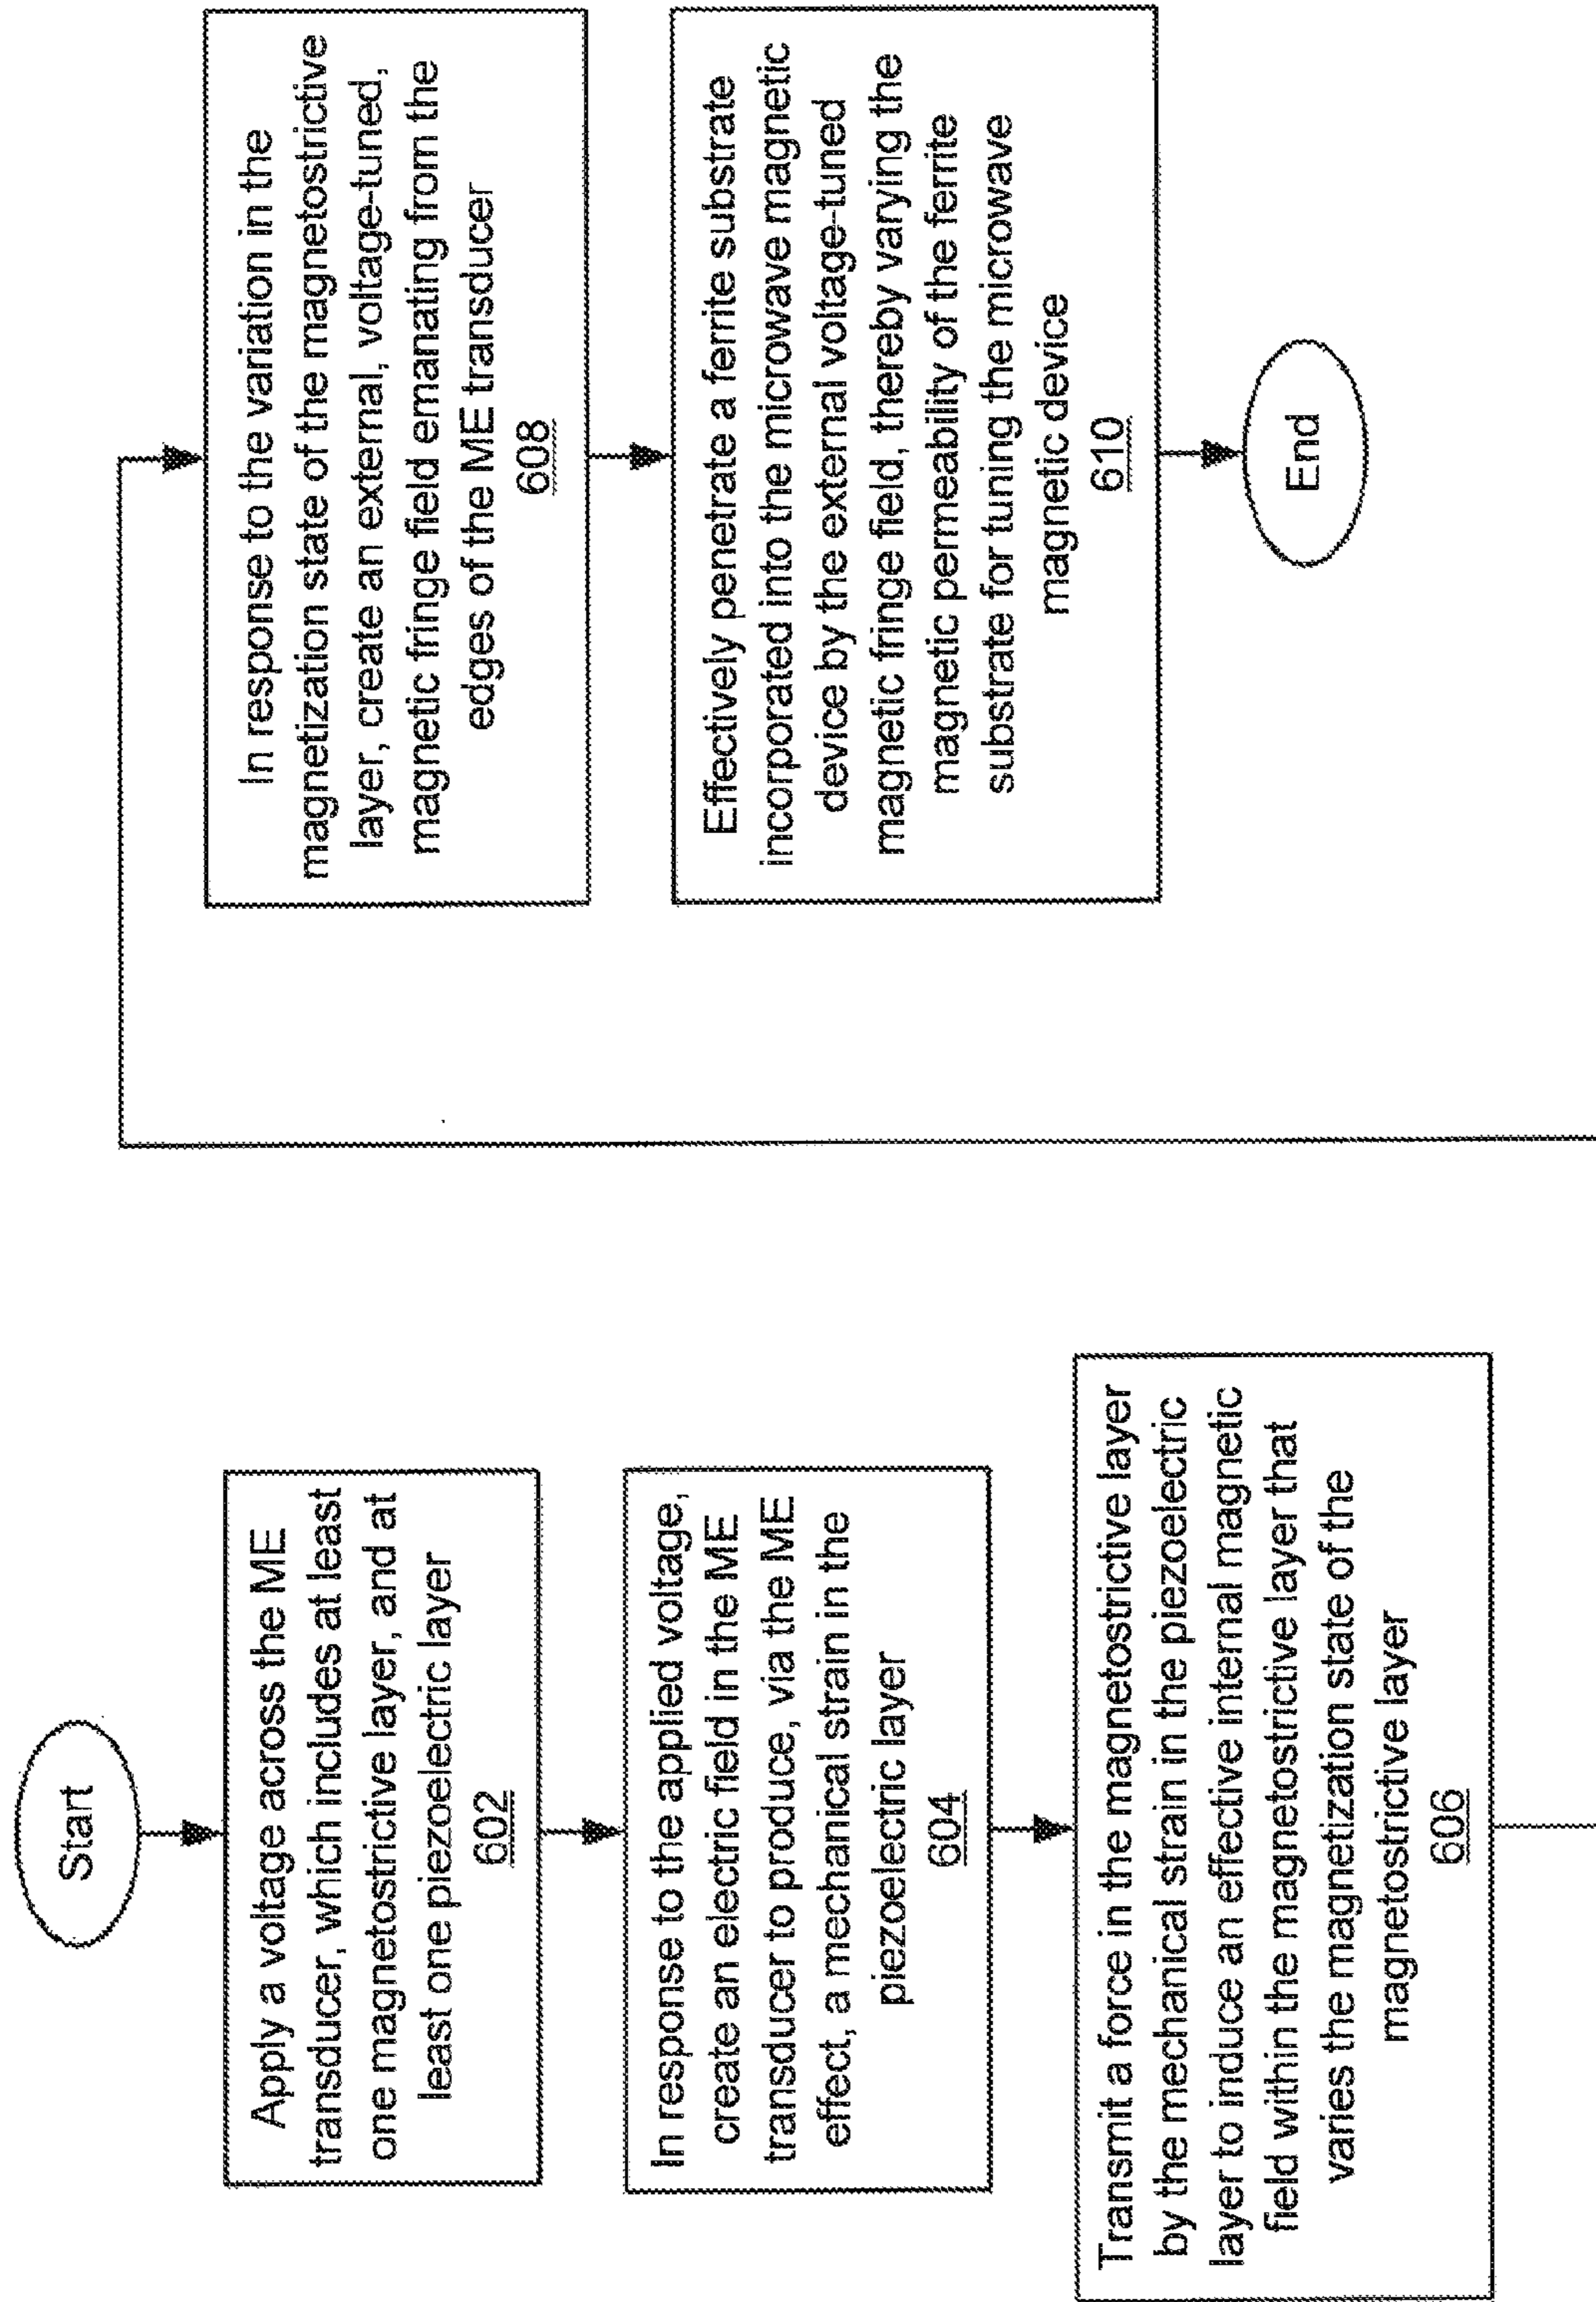 Start
Apply a voltage across the ME
transducer, which includes at least
one magnetostrictive layer, and at
least one piezoelectric layer
602
In response to the applied voltage,
create an electric field in the ME
transducer to produce, via the ME
effect, a mechanical strain in the
piezoelectric layer
604
Transmit a force in the magnetostrictive layer
by the mechanical strain in the piezoelectric
layer to induce an effective internal magnetic
field within the magnetostrictive layer that
varies the magnetization state of the
magnetostrictive layer
606
In response to the variation in the
magnetization state of the magnetostrictive
layer, create an external, voltage-tuned,
magnetic fringe field emanating from the
edges of the ME transducer
608
Effectively penetrate a ferrite substrate
incorporated into the microwave magnetic
device by the external voltage-tuned
magnetic fringe field, thereby varying the
magnetic permeability of the ferrite
substrate for tuning the microwave
magnetic device
610
End